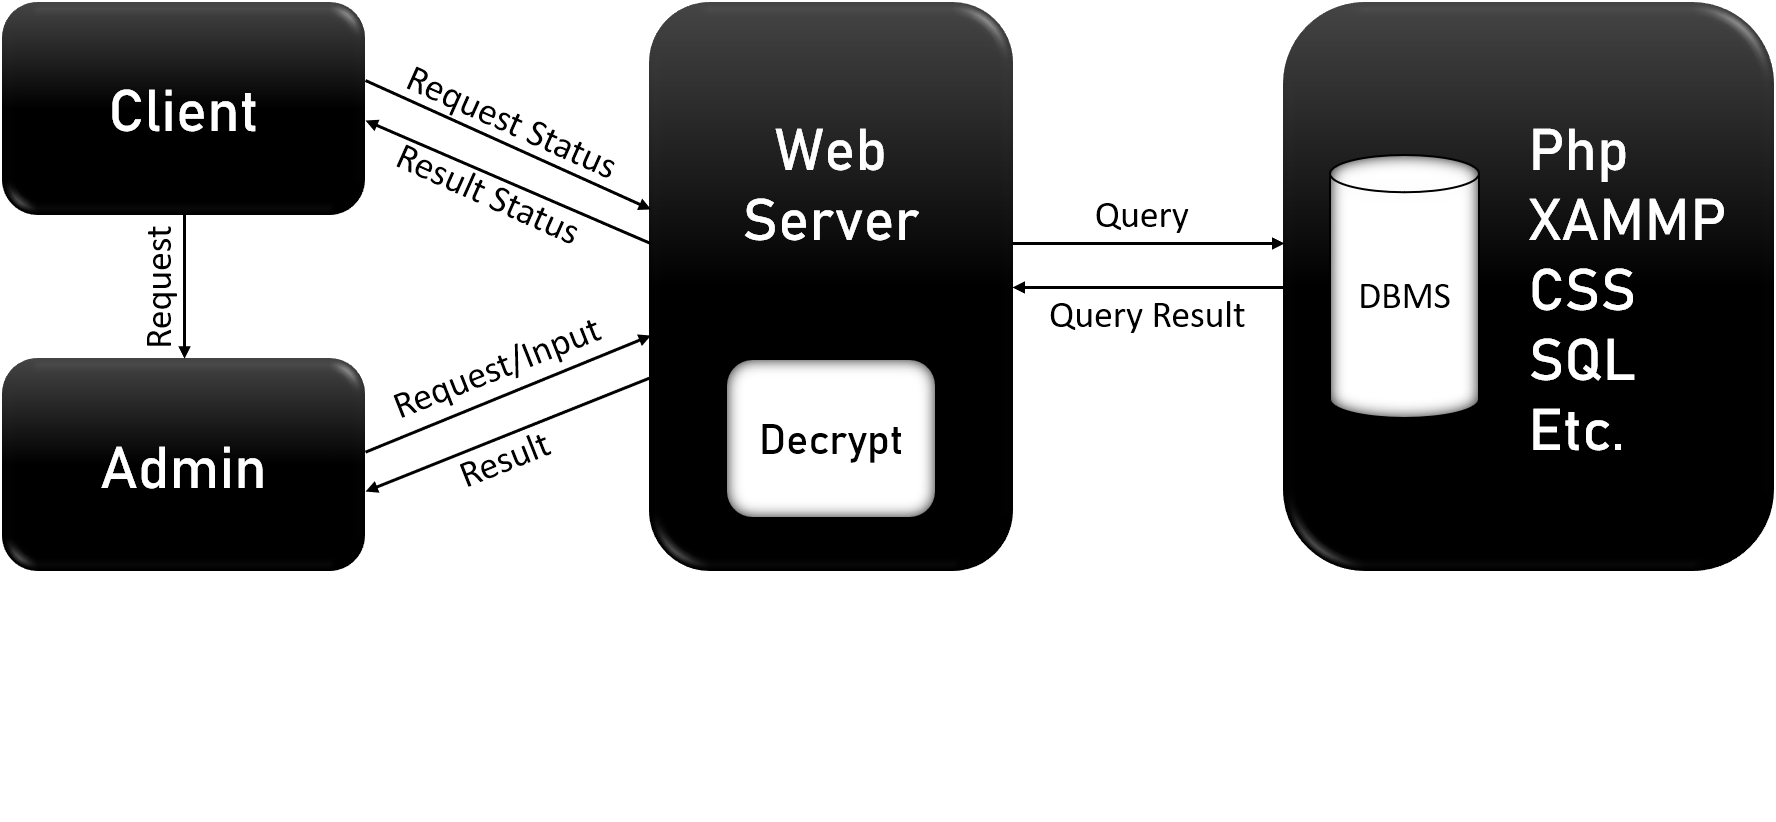 Client
Request Status
Result Status
Request
Admin
Request/Input
Result
Web
Server
Decrypt
Query
Query Result
DBMS
Php
XAMMP
CSS
SQL
Etc.